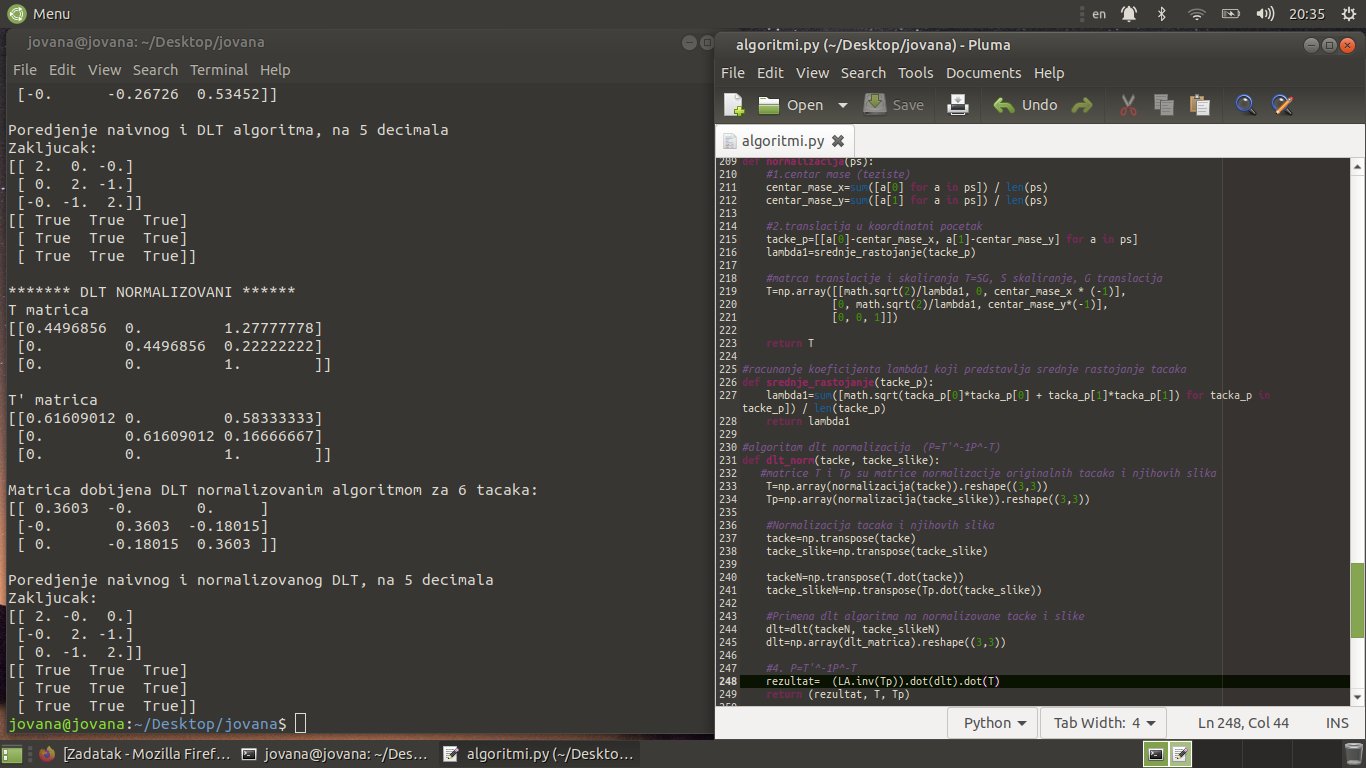 Menu
en
20:35
jovana@jovana: ~/Desktop/jovana
File Edit View Search Terminal Help
[-0. -0.26726 0.53452]]
Poredjenje naivnog i DLT algoritma, na 5 decimala
Zakljucak:
[[ 2. 0. -0.]
[ 0. 2. -1.]
[-0. -1. 2.]]
[[ True True True]
[ True True True]
[ True True True]]
******* DLT NORMALIZOVANI ******
T matrica
[[0.4496856 0. 1.27777778]
[0. 0.4496856 0.22222222]
[0. 0. 1. ]]
T' matrica
[[0.61609012 0. 0.58333333]
[0. 0.61609012 0.16666667]
[0. 0. 1. ]]
Matrica dobijena DLT normalizovanim algoritmom za 6 tacaka:
[[ 0.3603 -0. 0. ]
[-0. 0.3603 -0.18015]
[ 0. -0.18015 0.3603 ]]
Poredjenje naivnog i normalizovanog DLT, na 5 decimala
Zakljucak:
[[ 2. -0. 0.]
[-0. 2. -1.]
[ 0. -1. 2.]]
[[ True True True]
[ True True True]
[ True True True]]
jovana@jovana:~/Desktop/jovana$
algoritmi.py (~/Desktop/jovana) - Pluma
File Edit View Search Tools Documents Help
Open Save Undo
algoritmi.py
209 def normalizacija(ps):
210 #1.centar mase (teziste)
211 centar_mase_x=sum([a[0] for a in ps]) / len(ps)
212 centar_mase_y=sum([a[1] for a in ps]) / len(ps)
213
214 #2.translacija u koordinatni pocetak
215 tacke_p=[[a[0]-centar_mase_x, a[1]-centar_mase_y] for a in ps]
216 lambda1=srednje_rastojanje(tacke_p)
217
218 #matrca translacije i skaliranja T=SG, S skaliranje, G translacija
219 T=np.array([[math.sqrt(2)/lambda1, 0, centar_mase_x * (-1)],
220 [0, math.sqrt(2)/lambda1, centar_mase_y*(-1)],
221 [0, 0, 1]])
222
223 return T
224
225 #racunanje koeficijenta lambda1 koji predstavlja srednje rastojanje tacaka
226 def srednje_rastojanje(tacke_p):
227 lambda1=sum([math.sqrt(tacka_p[0]*tacka_p[0] + tacka_p[1]*tacka_p[1]) for tacka_p in
tacke_p]) / len(tacke_p)
228 return lambda1
229
230 #algoritam dlt normalizacija (P=T'^-1P^-T)
231 def dlt_norm(tacke, tacke_slike):
232 #matrice T i Tp su matrice normalizacije originalnih tacaka i njihovih slika
233 T=np.array(normalizacija(tacke)).reshape((3,3))
234 Tp=np.array(normalizacija(tacke_slike)).reshape((3,3))
235
236 #Normalizacija tacaka i njihovih slika
237 tacke=np.transpose(tacke)
238 tacke_slike=np.transpose(tacke_slike)
239
240 tackeN=np.transpose(T.dot(tacke))
241 tacke_slikeN=np.transpose(Tp.dot(tacke_slike))
242
243 #Primena dlt algoritma na normalizovane tacke i slike
244 dlt=dlt(tackeN, tacke_slikeN)
245 dlt=np.array(dlt_matrica).reshape((3,3))
246
247 #4. P=T'^-1P^-T
248 rezultat= (LA.inv(Tp)).dot(dlt).dot(T)
249 return (rezultat, T, Tp)
Python Tab Width: 4 Ln 248, Col 44 INS
[Zadatak - Mozilla Firef... jovana@jovana: ~/Des... algoritmi.py (~/Deskto...